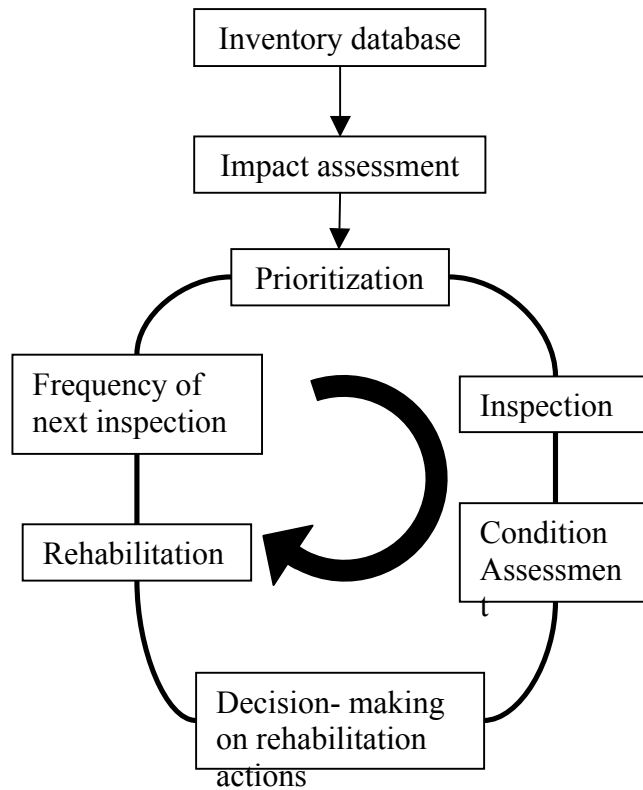 Inventory database
Impact assessment
Prioritization
Frequency of
next inspection
Inspection
Rehabilitation
Condition
Assessmen
t
Decision- making
on rehabilitation
actions